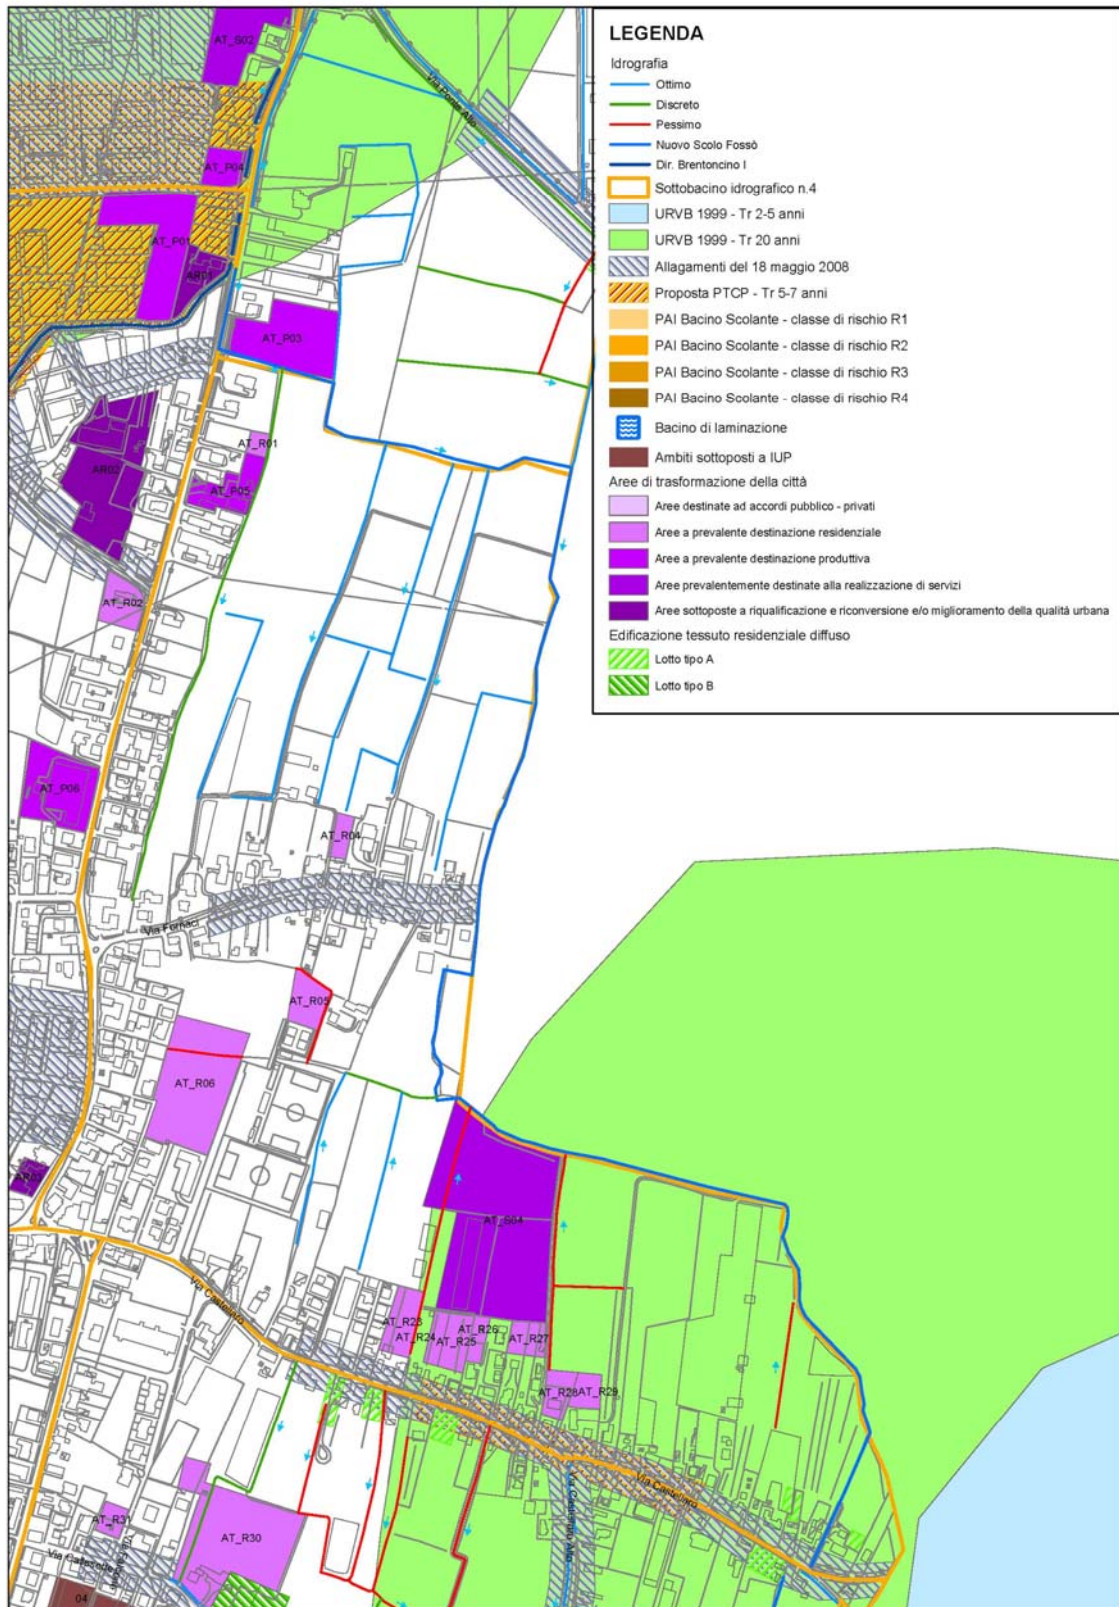 LEGENDA
Idrografia
Ottimo
Discreto
Pessimo
Nuovo Scolo Fossò
Dir. Brentoncino I
Sottobacino idrografico n.4
URVB 1999 - Tr 2-5 anni
URVB 1999 - Tr 20 anni
Allagamenti del 18 maggio 2008
Proposta PTCP - Tr 5-7 anni
PAI Bacino Scolante - classe di rischio R1
PAI Bacino Scolante - classe di rischio R2
PAI Bacino Scolante - classe di rischio R3
PAI Bacino Scolante - classe di rischio R4
Bacino di laminazione
Ambiti sottoposti a IUP
Aree di trasformazione della città
Aree destinate ad accordi pubblico - privati
Aree a prevalente destinazione residenziale
Aree a prevalente destinazione produttiva
Aree prevalentemente destinate alla realizzazione di servizi
Aree sottoposte a riqualificazione e riconversione e/o miglioramento della qualità urbana
Edificazione tessuto residenziale diffuso
Lotto tipo A
Lotto tipo B
AT_S02
Via Ponte Alto
AT_P04
AT_P01
AR01
AT_P03
AT_R01
AR02
AT_P05
AT_R02
AT_P06
AT_R04
Via Fornaci
AT_R05
AT_R06
AR03
AT_S04
Via Castellaro
AT_R23
AT_R24
AT_R26
AT_R25
AT_R27
AT_R28
AT_R29
Via Castellaro
AT_R31
AT_R30
04